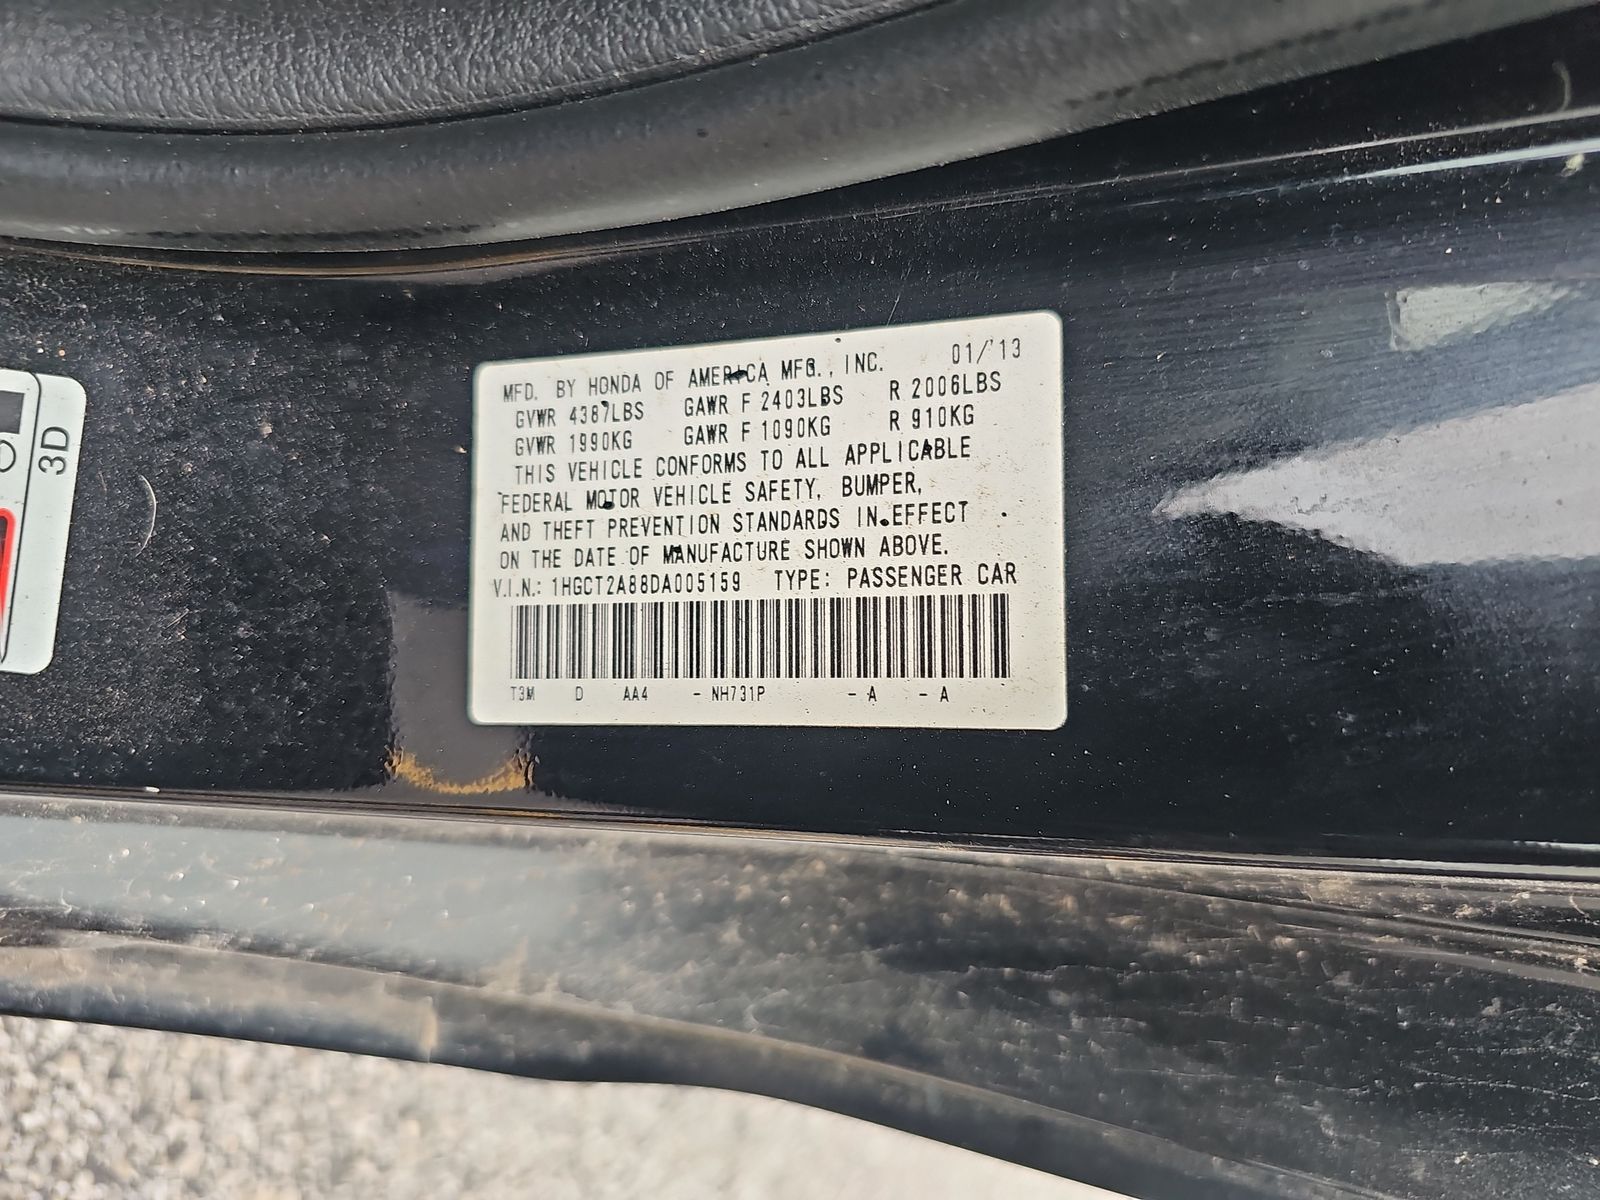 MFD. BY HONDA OF AMERICA MFG., INC. 01/'13
GVWR 4387LBS GAWR F 2403LBS R 2006LBS
GVWR 1990KG GAWR F 1090KG R 910KG
THIS VEHICLE CONFORMS TO ALL APPLICABLE
FEDERAL MOTOR VEHICLE SAFETY, BUMPER,
AND THEFT PREVENTION STANDARDS IN EFFECT
ON THE DATE OF MANUFACTURE SHOWN ABOVE.
V.I.N.: 1HGCT2A88DA005159 TYPE: PASSENGER CAR
T3M D AA4 - NH731P - A - A
3D